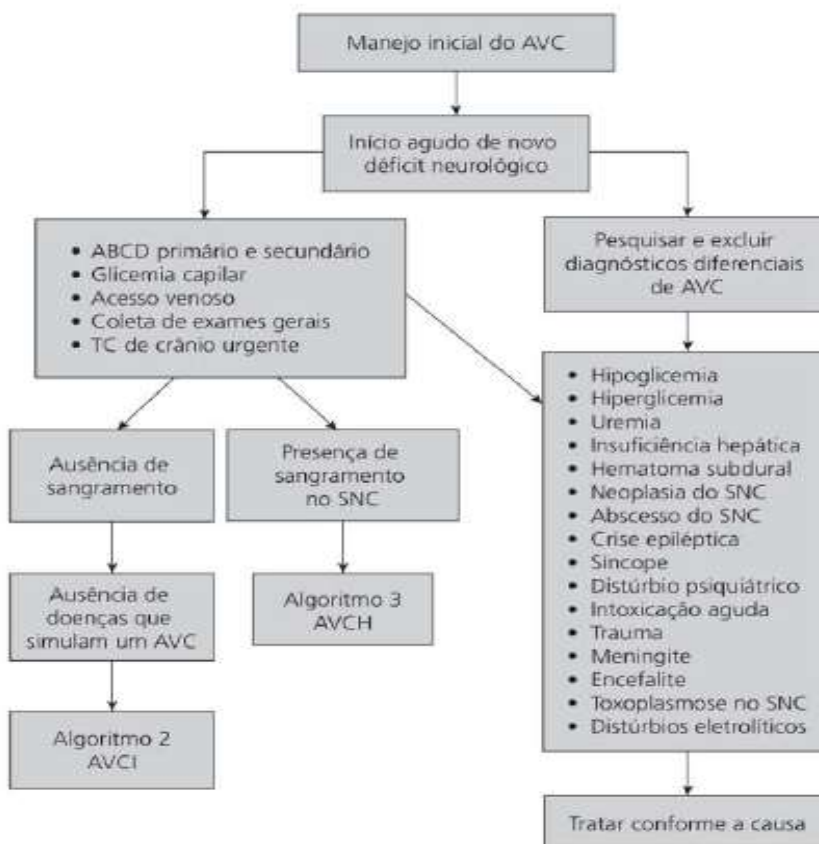 Manejo inicial do AVC
Início agudo de novo
déficit neurológico
• ABCD primário e secundário
• Glicemia capilar
• Acesso venoso
• Coleta de exames gerais
• TC de crânio urgente
Pesquisar e excluir
diagnósticos diferenciais
de AVC
Ausência de
sangramento
Presença de
sangramento
no SNC
• Hipoglicemia
• Hiperglicemia
• Uremia
• Insuficiência hepática
• Hematoma subdural
• Neoplasia do SNC
• Abscesso do SNC
• Crise epiléptica
• Síncope
• Distúrbio psiquiátrico
• Intoxicação aguda
• Trauma
• Meningite
• Encefalite
• Toxoplasmose no SNC
• Distúrbios eletrolíticos
Ausência de
doenças que
simulam um AVC
Algoritmo 3
AVCH
Algoritmo 2
AVCI
Tratar conforme a causa